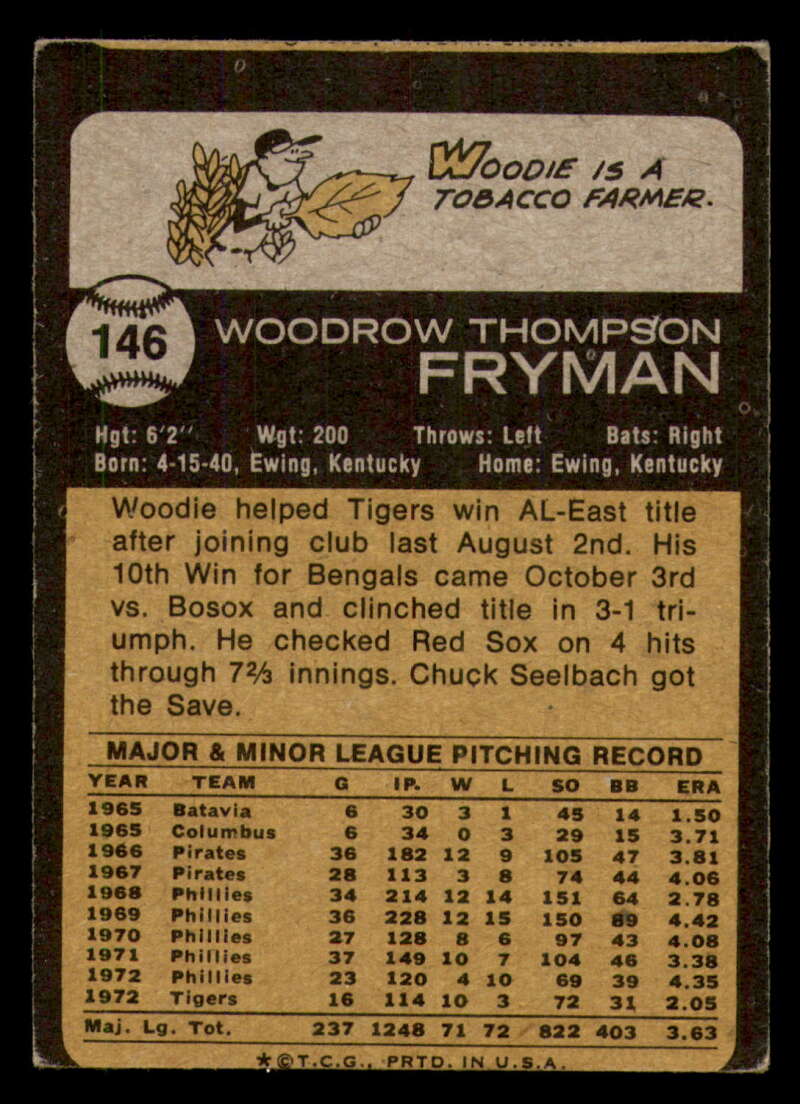 WOODIE IS A
TOBACCO FARMER.
146
WOODROW THOMPSON
FRYMAN
Hgt: 6'2" Wgt: 200 Throws: Left Bats: Right
Born: 4-15-40, Ewing, Kentucky Home: Ewing, Kentucky
Woodie helped Tigers win AL-East title
after joining club last August 2nd. His
10th Win for Bengals came October 3rd
vs. Bosox and clinched title in 3-1 tri-
umph. He checked Red Sox on 4 hits
through 7⅔ innings. Chuck Seelbach got
the Save.
MAJOR & MINOR LEAGUE PITCHING RECORD
YEAR TEAM G IP. W L SO BB ERA
1965 Batavia 6 30 3 1 45 14 1.50
1965 Columbus 6 34 0 3 29 15 3.71
1966 Pirates 36 182 12 9 105 47 3.81
1967 Pirates 28 113 3 8 74 44 4.06
1968 Phillies 34 214 12 14 151 64 2.78
1969 Phillies 36 228 12 15 150 89 4.42
1970 Phillies 27 128 8 6 97 43 4.08
1971 Phillies 37 149 10 7 104 46 3.38
1972 Phillies 23 120 4 10 69 39 4.35
1972 Tigers 16 114 10 3 72 31 2.05
Maj. Lg. Tot. 237 1248 71 72 822 403 3.63
★©T.C.G., PRTD. IN U.S.A.